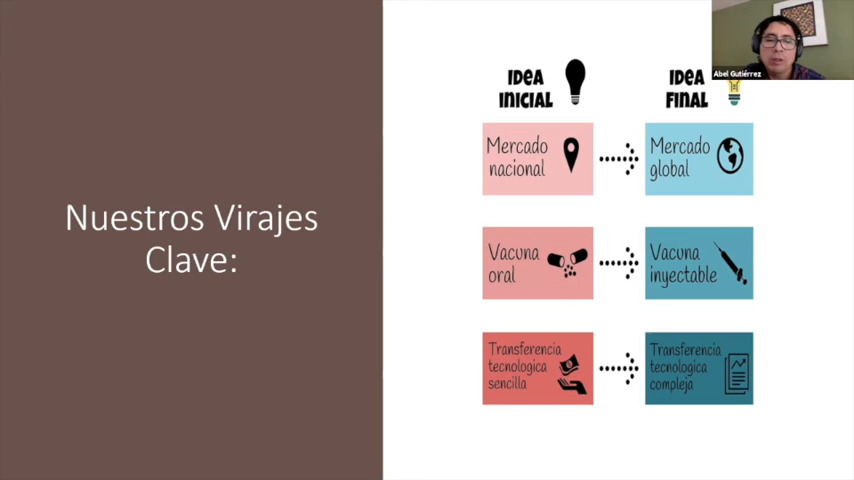 Nuestros Virajes
Clave:
IDEA
INICIAL
IDEA
FINAL
Mercado
nacional
Mercado
global
Vacuna
oral
Vacuna
inyectable
Transferencia
tecnologica
sencilla
Transferencia
tecnologica
compleja
Abel Gutiérrez